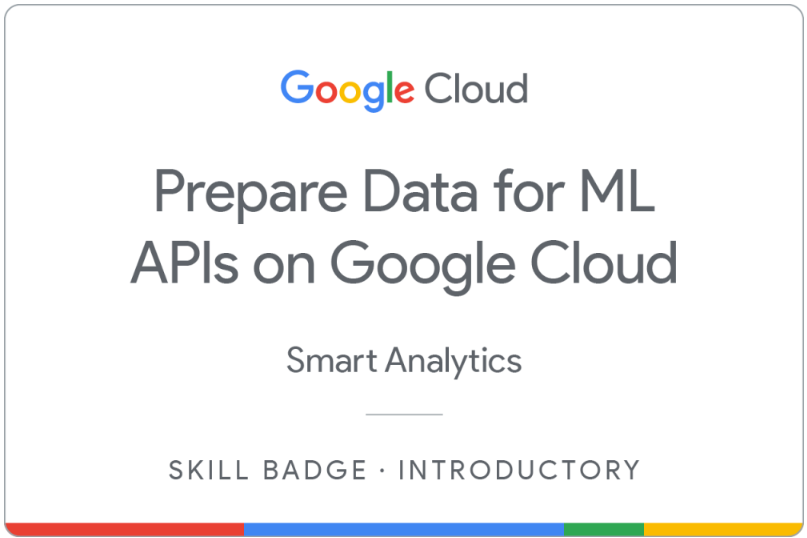 Google Cloud
Prepare Data for ML
APIs on Google Cloud
Smart Analytics
SKILL BADGE · INTRODUCTORY